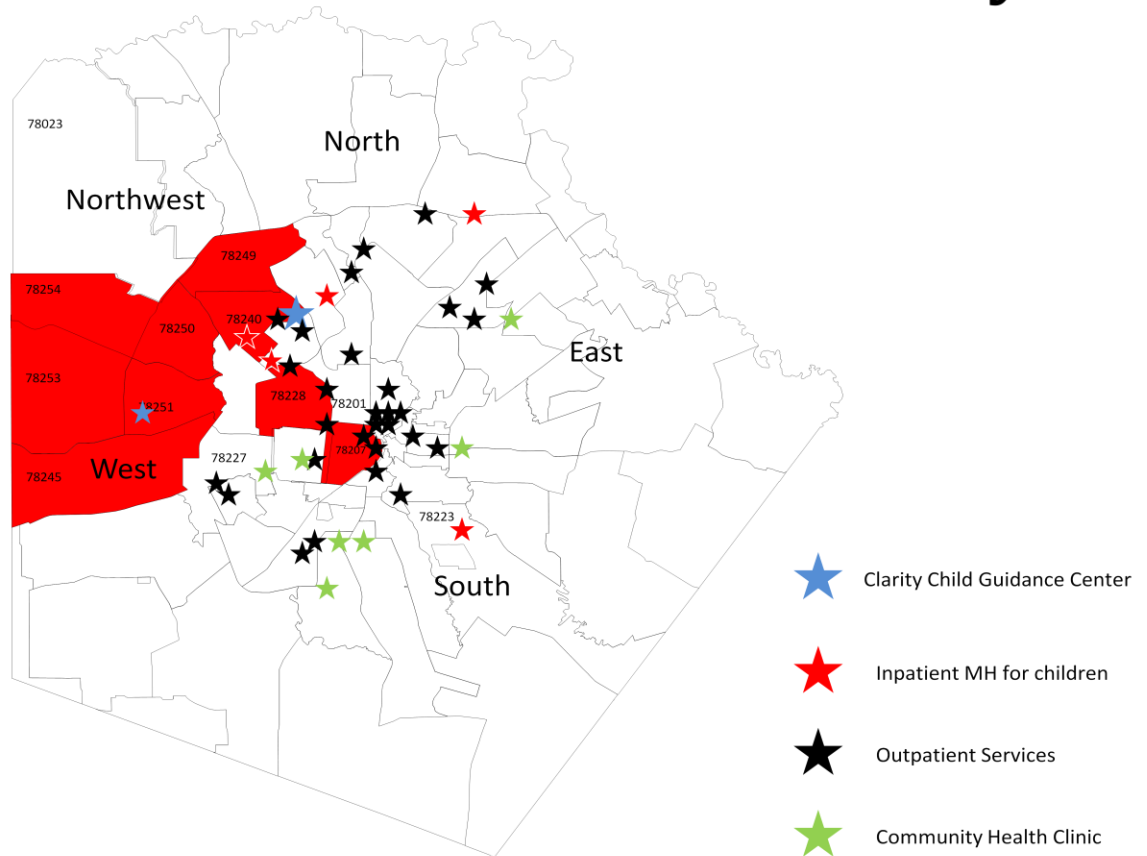 y
78023
North
Northwest
78249
78254
78240
78250
East
78253
78228
78201
78251
78207
West
78227
78245
78223
South
Clarity Child Guidance Center
Inpatient MH for children
Outpatient Services
Community Health Clinic